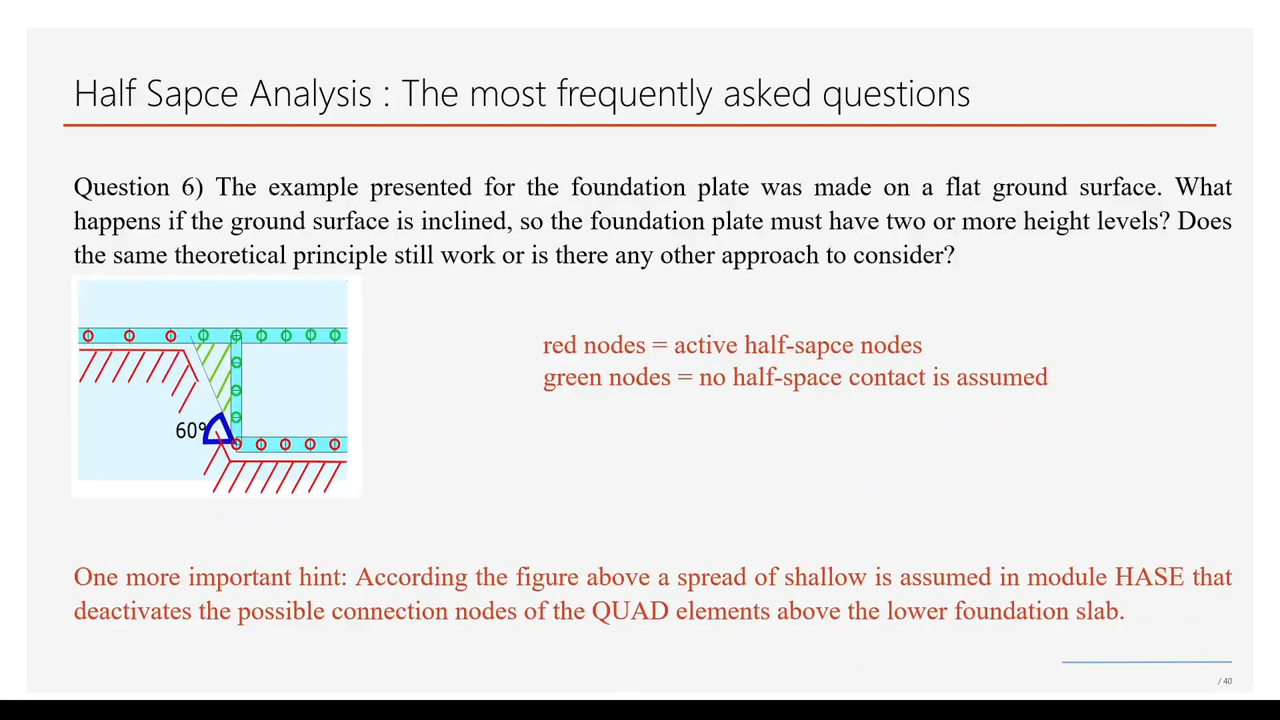 Half Sapce Analysis : The most frequently asked questions
Question 6) The example presented for the foundation plate was made on a flat ground surface. What
happens if the ground surface is inclined, so the foundation plate must have two or more height levels? Does
the same theoretical principle still work or is there any other approach to consider?
red nodes = active half-sapce nodes
green nodes = no half-space contact is assumed
60°
One more important hint: According the figure above a spread of shallow is assumed in module HASE that
deactivates the possible connection nodes of the QUAD elements above the lower foundation slab.
/ 40